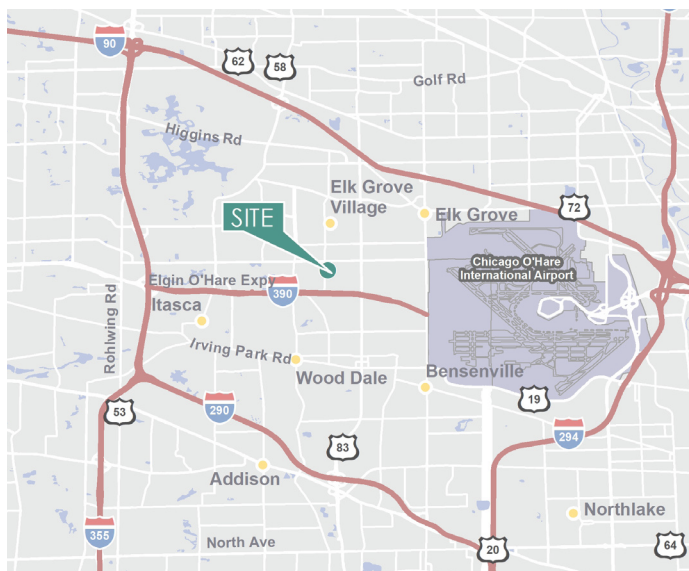 90
62
58
Golf Rd
Higgins Rd
Elk Grove
Village
72
Elk Grove
SITE
Chicago O'Hare
International Airport
Elgin O'Hare Expy
390
Itasca
Rohlwing Rd
Irving Park Rd
Wood Dale
Bensenville
19
53
290
83
294
Addison
Northlake
355
North Ave
20
64